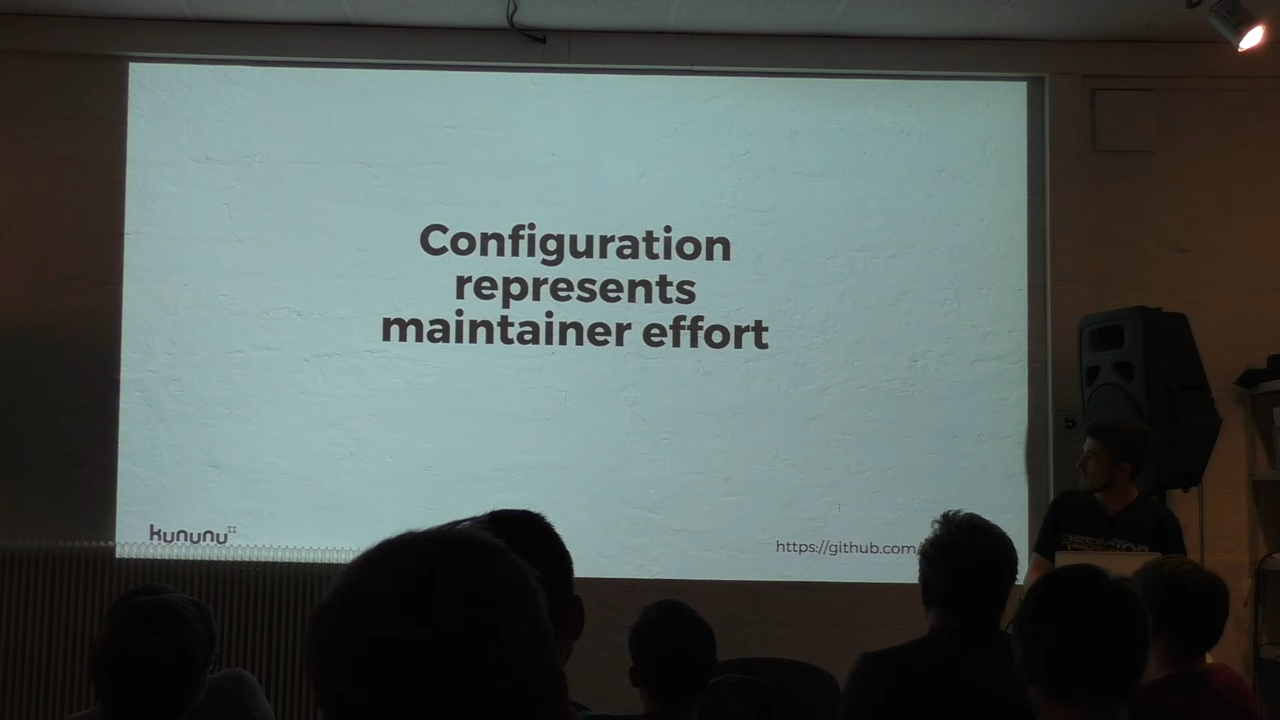 Configuration
represents
maintainer effort
kununu
https://github.com/